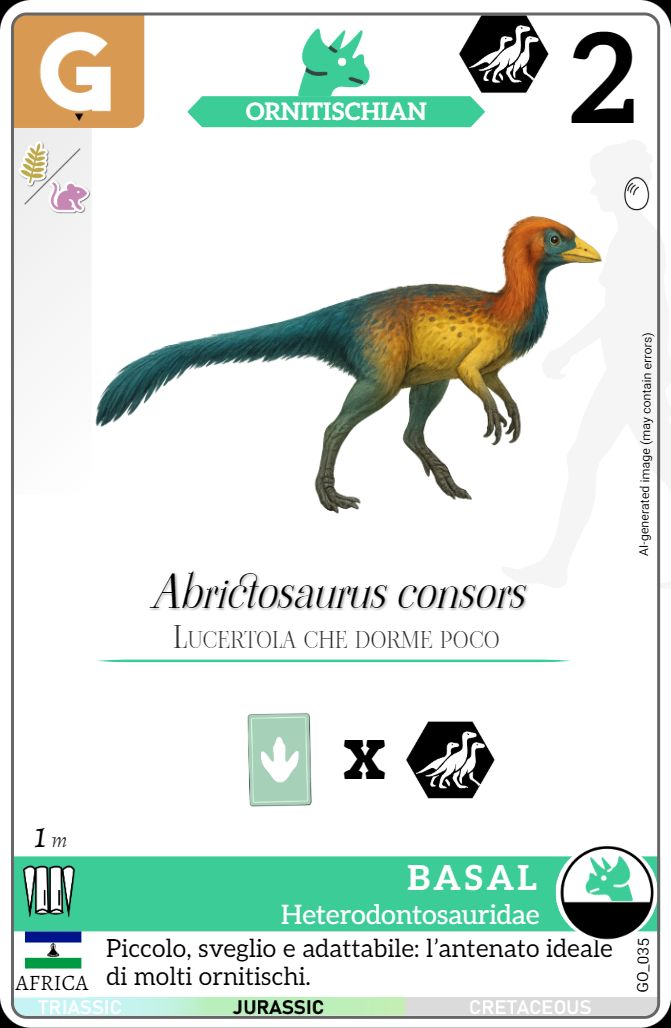 G
ORNITISCHIAN
2
AI-generated image (may contain errors)
Abrictosaurus consors
Lucertola che dorme poco
X
1 m
BASAL
Heterodontosauridae
Piccolo, sveglio e adattabile: l’antenato ideale
di molti ornitischi.
AFRICA
GO_035
TRIASSIC
JURASSIC
CRETACEOUS